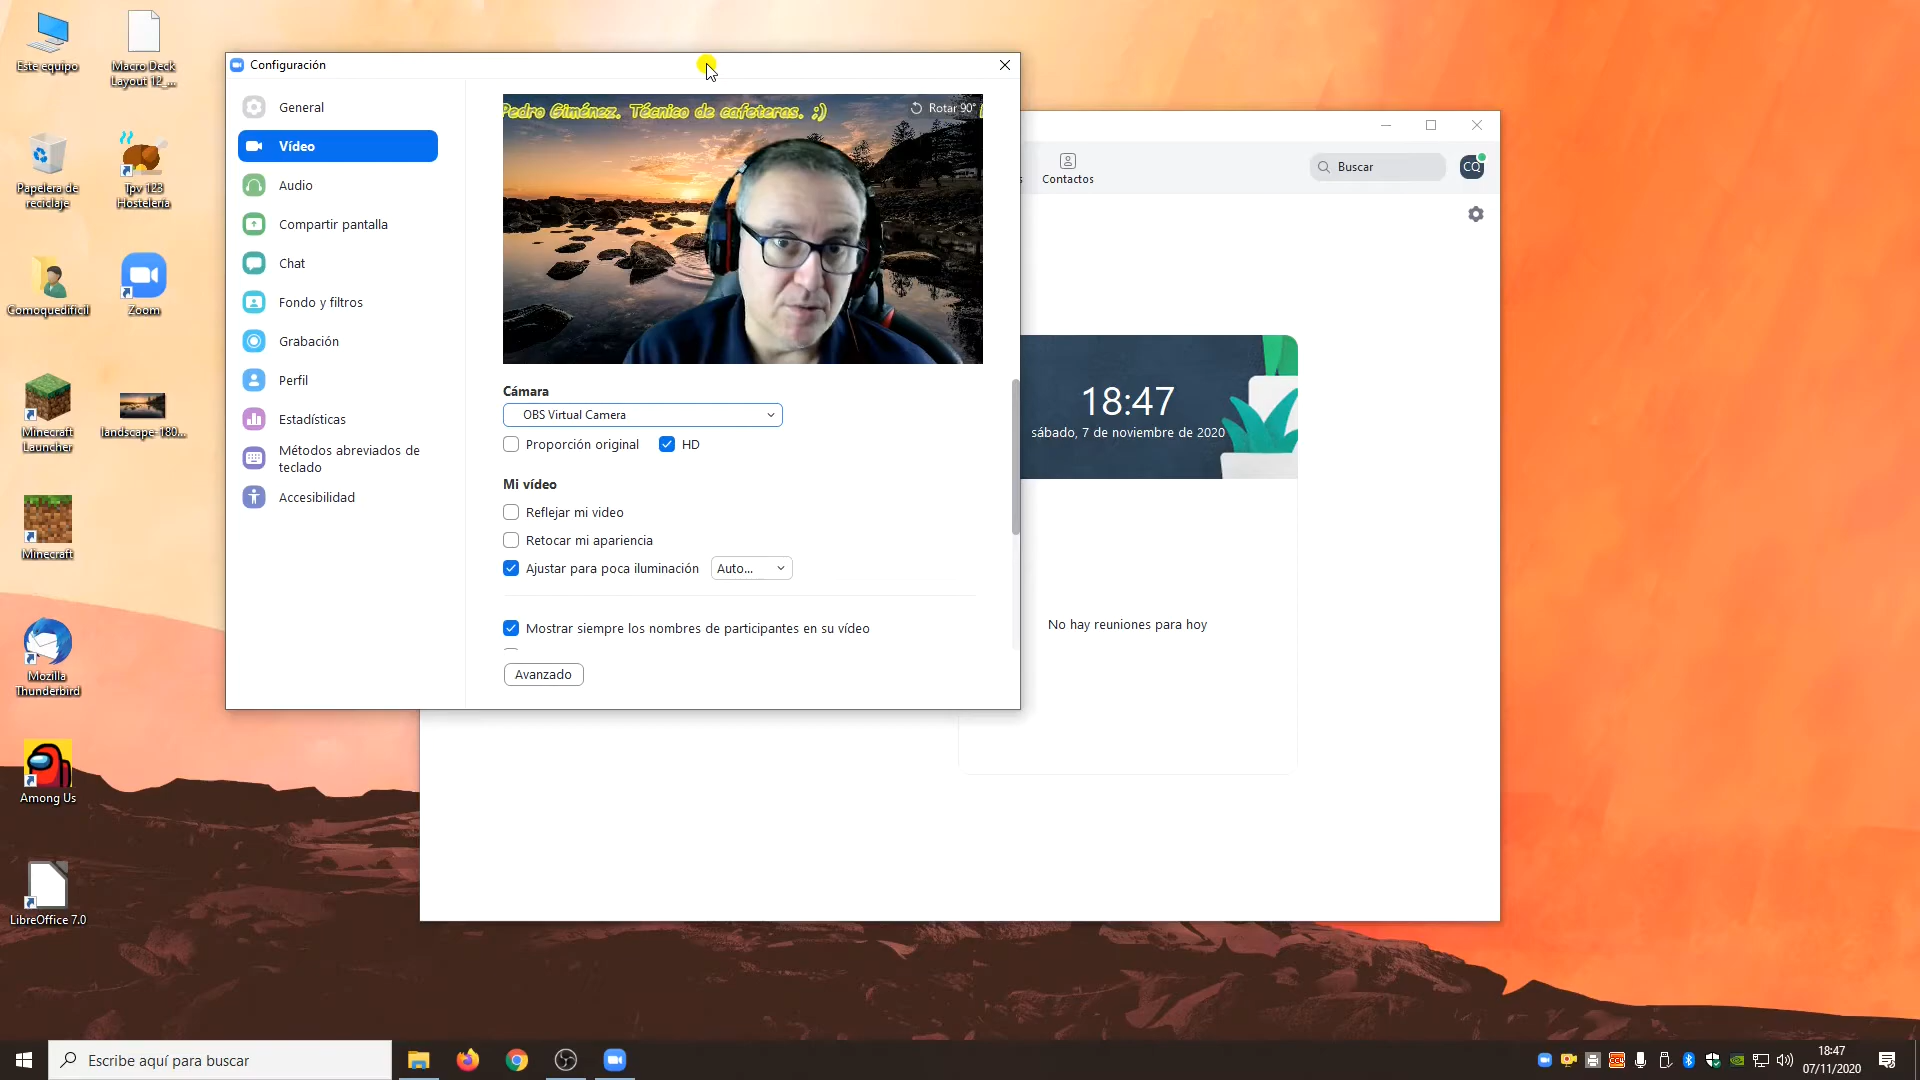 Este equipo
Macro Deck
Layout 12_...
Papelera de
reciclaje
Tpv 123
Hosteleria
Comoquedificil
Zoom
Minecraft
Launcher
landscape-180...
Minecraft
Mozilla
Thunderbird
Among Us
LibreOffice 7.0
Configuración
General
Vídeo
Audio
Compartir pantalla
Chat
Fondo y filtros
Grabación
Perfil
Estadísticas
Métodos abreviados de
teclado
Accesibilidad
Pedro Giménez. Técnico de cafeteras. ;)
Rotar 90°
Cámara
OBS Virtual Camera
Proporción original
HD
Mi vídeo
Reflejar mi video
Retocar mi apariencia
Ajustar para poca iluminación
Auto...
Mostrar siempre los nombres de participantes en su vídeo
Avanzado
Contactos
Buscar
CQ
18:47
sábado, 7 de noviembre de 2020
No hay reuniones para hoy
Escribe aquí para buscar
18:47
07/11/2020